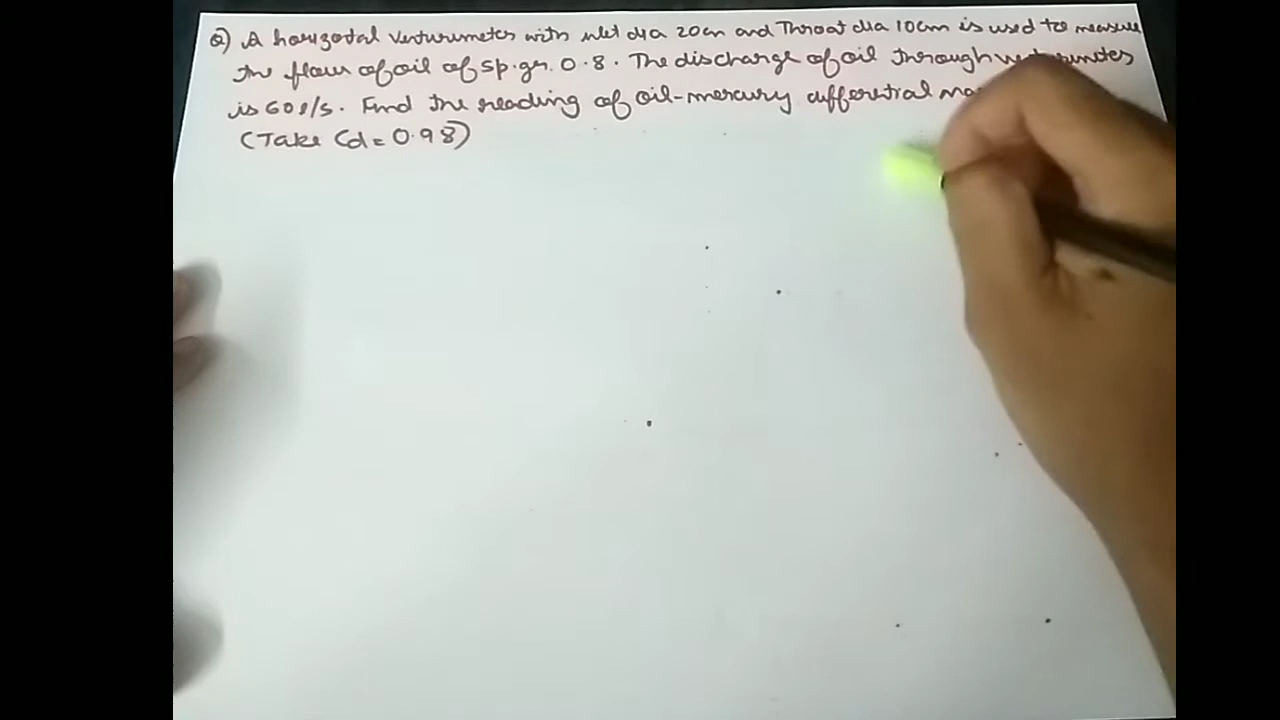 Q) A horizontal Venturimeter with inlet dia 20cm and Throat dia 10cm is used to measure
the flow of oil of sp.gr. 0.8. The discharge of oil through
is 60 l/s. Find the reading of oil-mercury differential
(Take Cd = 0.98)